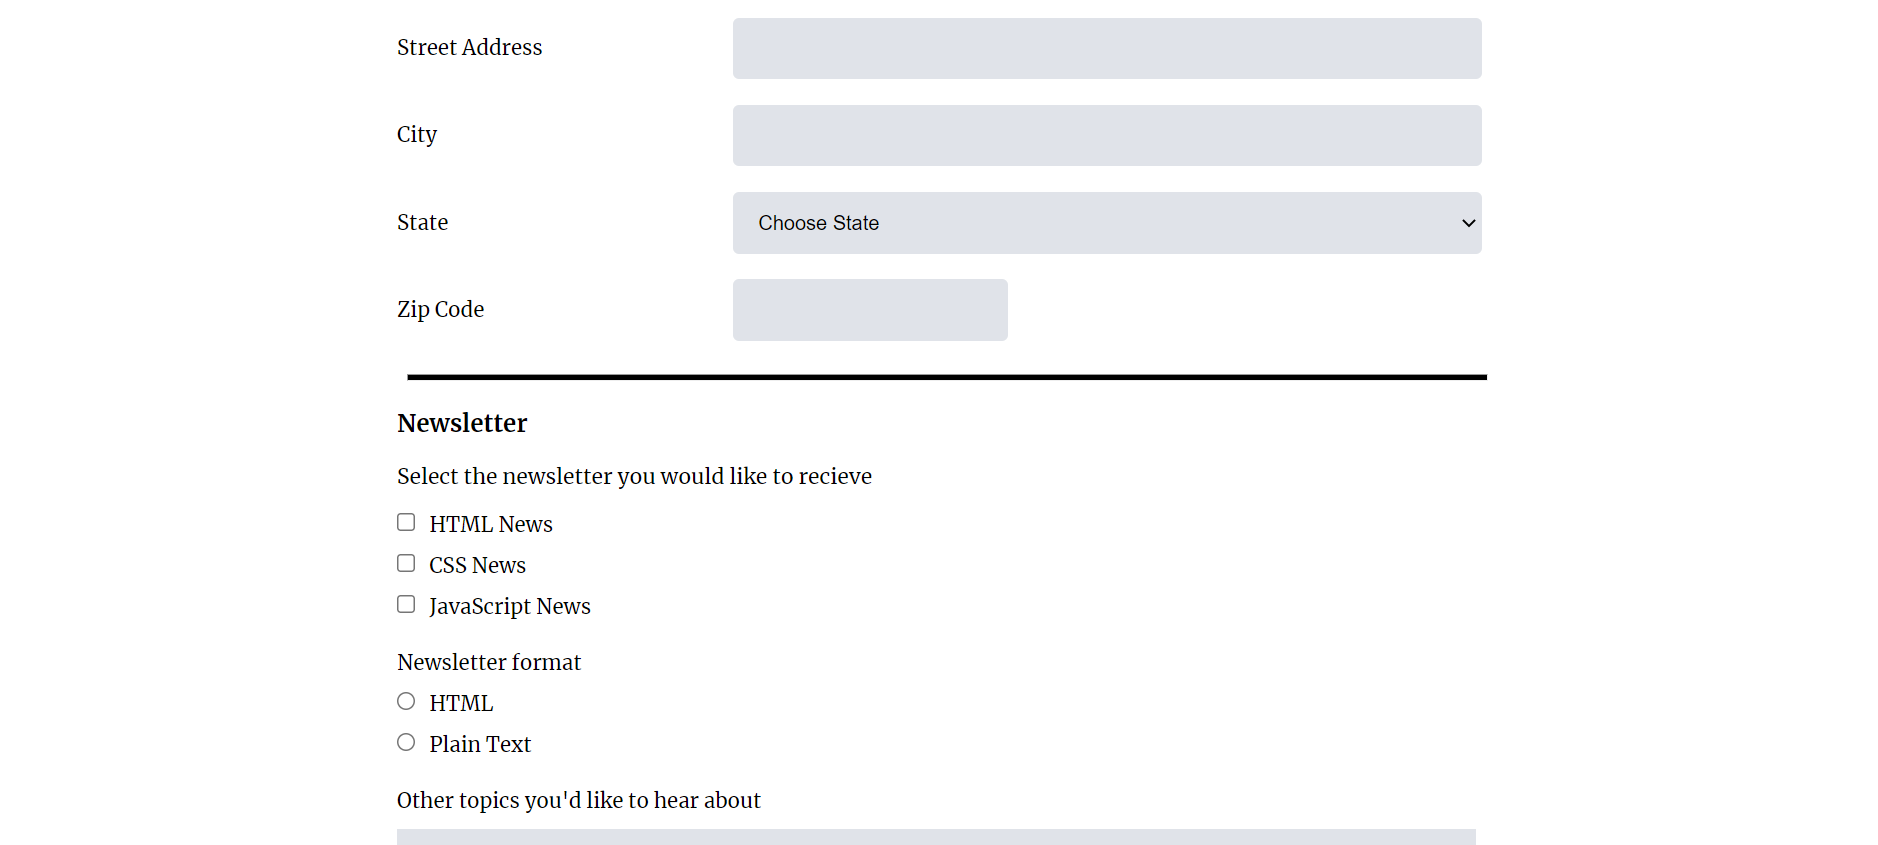 Street Address
City
State
Choose State
Zip Code
Newsletter
Select the newsletter you would like to recieve
HTML News
CSS News
JavaScript News
Newsletter format
HTML
Plain Text
Other topics you'd like to hear about